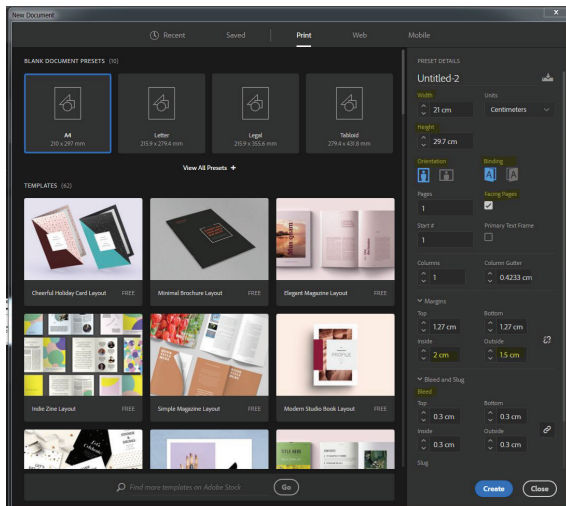 New Document
x
Recent Saved Print Web Mobile
BLANK DOCUMENT PRESETS (10)
A4
210 x 297 mm
Letter
215.9 x 279.4 mm
Legal
215.9 x 355.6 mm
Tabloid
279.4 x 431.8 mm
View All Presets +
TEMPLATES (62)
Cheerful Holiday Card Layout FREE
Minimal Brochure Layout FREE
Elegant Magazine Layout FREE
Indie Zine Layout FREE
Simple Magazine Layout FREE
PROFILE
Modern Studio Book Layout FREE
Let's
Celebrate
TITLE HERE
Find more templates on Adobe Stock
Go
PRESET DETAILS
Untitled-2
Width Units
21 cm Centimeters
Height
29.7 cm
Orientation Binding
A A
Pages Facing Pages
1
Start # Primary Text Frame
1
Columns Column Gutter
1 0.4233 cm
Margins
Top Bottom
1.27 cm 1.27 cm
Inside Outside
2 cm 1.5 cm
Bleed and Slug
Bleed
Top Bottom
0.3 cm 0.3 cm
Inside Outside
0.3 cm 0.3 cm
Slug
Create Close